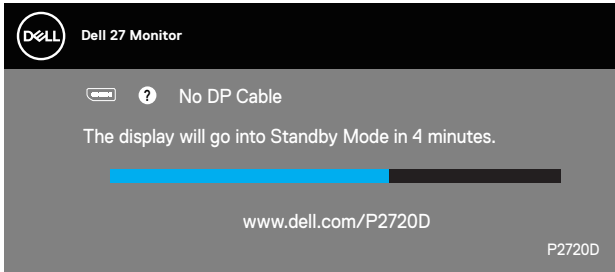 DELL
Dell 27 Monitor
? No DP Cable
The display will go into Standby Mode in 4 minutes.
www.dell.com/P2720D
P2720D